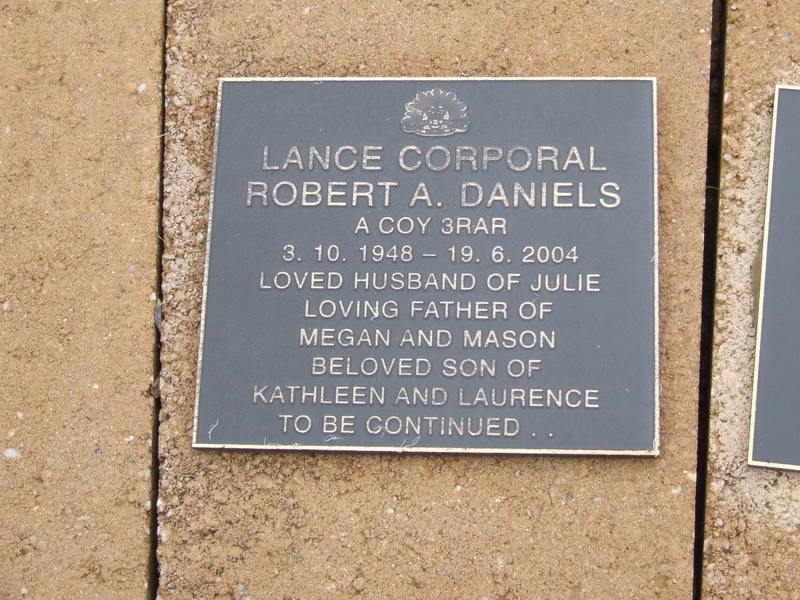 LANCE CORPORAL
ROBERT A. DANIELS
A COY 3RAR
3. 10. 1948 – 19. 6. 2004
LOVED HUSBAND OF JULIE
LOVING FATHER OF
MEGAN AND MASON
BELOVED SON OF
KATHLEEN AND LAURENCE
TO BE CONTINUED . .